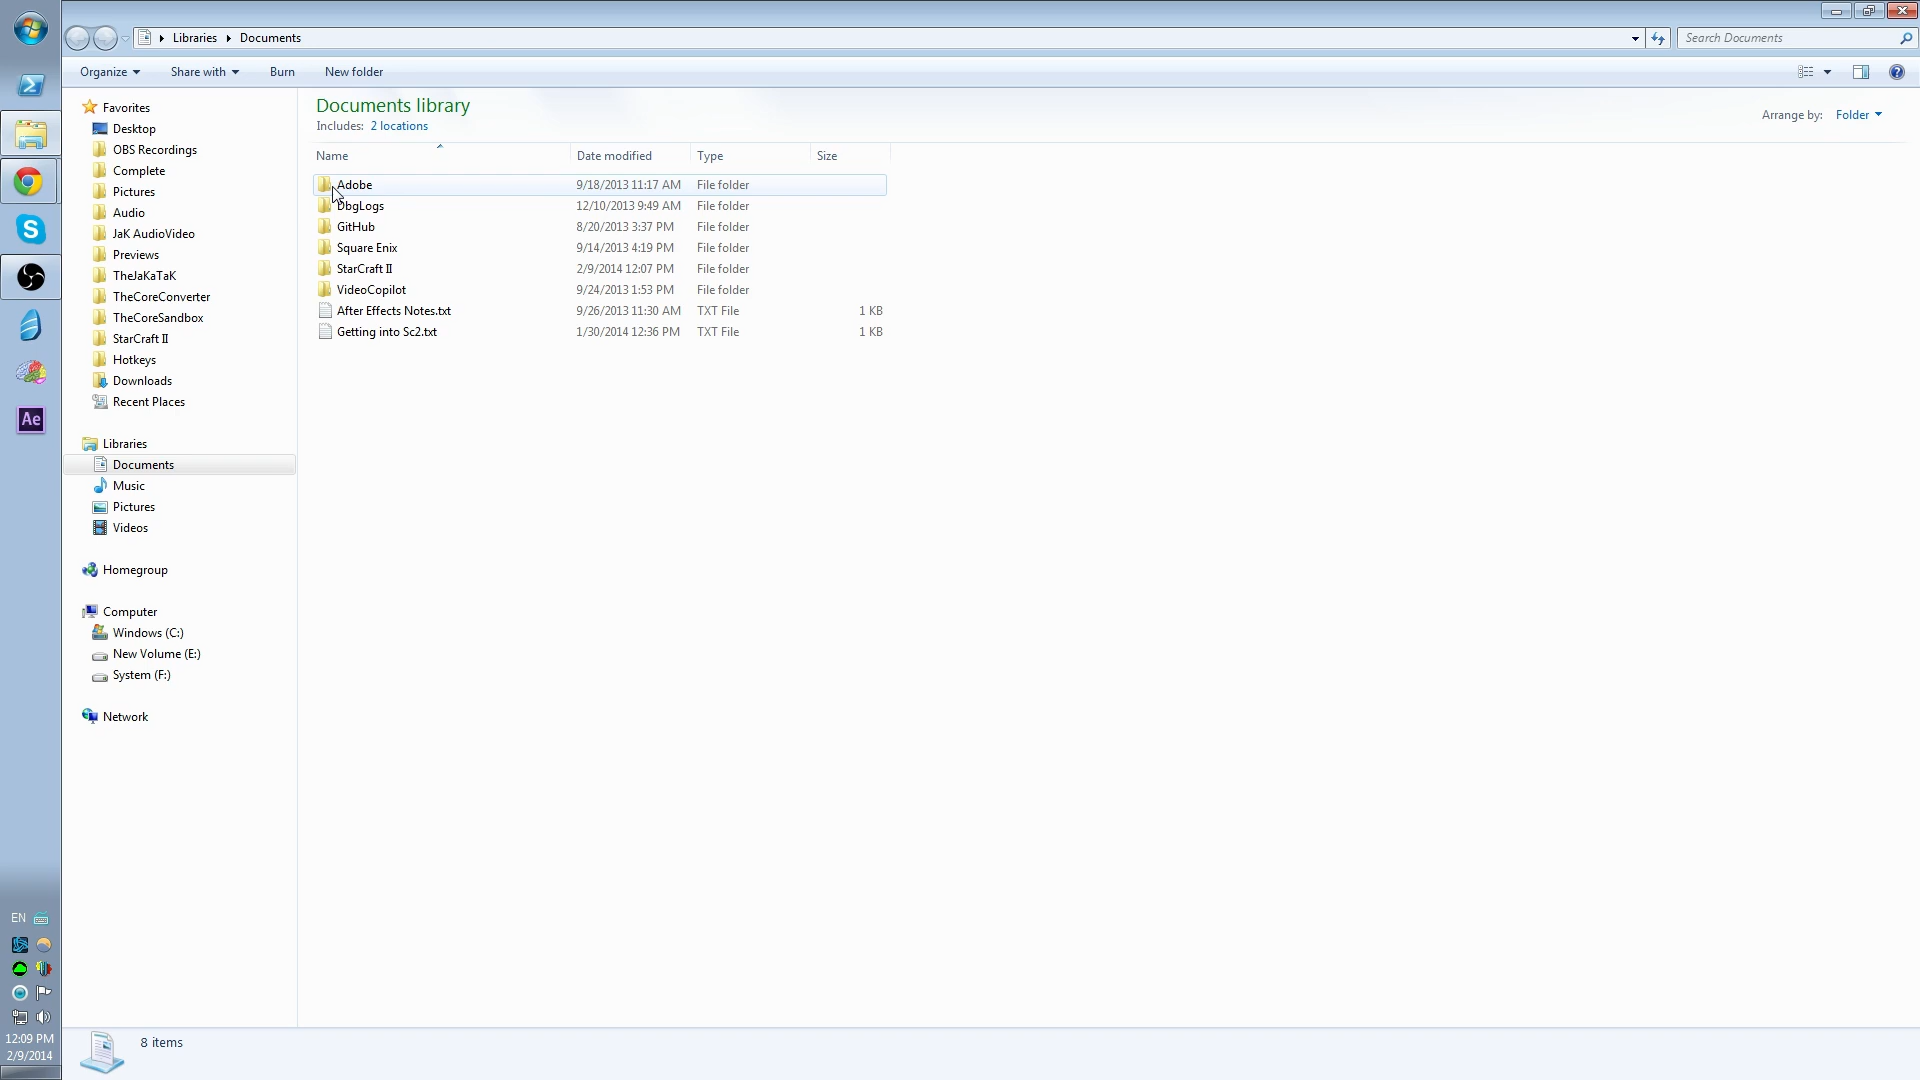 Libraries Documents
Search Documents
Organize Share with Burn New folder
Documents library
Includes: 2 locations
Arrange by: Folder
Name Date modified Type Size
Adobe 9/18/2013 11:17 AM File folder
DbgLogs 12/10/2013 9:49 AM File folder
GitHub 8/20/2013 3:37 PM File folder
Square Enix 9/14/2013 4:19 PM File folder
StarCraft II 2/9/2014 12:07 PM File folder
VideoCopilot 9/24/2013 1:53 PM File folder
After Effects Notes.txt 9/26/2013 11:30 AM TXT File 1 KB
Getting into Sc2.txt 1/30/2014 12:36 PM TXT File 1 KB
Favorites
Desktop
OBS Recordings
Complete
Pictures
Audio
JaK AudioVideo
Previews
TheJaKaTaK
TheCoreConverter
TheCoreSandbox
StarCraft II
Hotkeys
Downloads
Recent Places
Libraries
Documents
Music
Pictures
Videos
Homegroup
Computer
Windows (C:)
New Volume (E:)
System (F:)
Network
8 items
S
Ae
EN
12:09 PM
2/9/2014